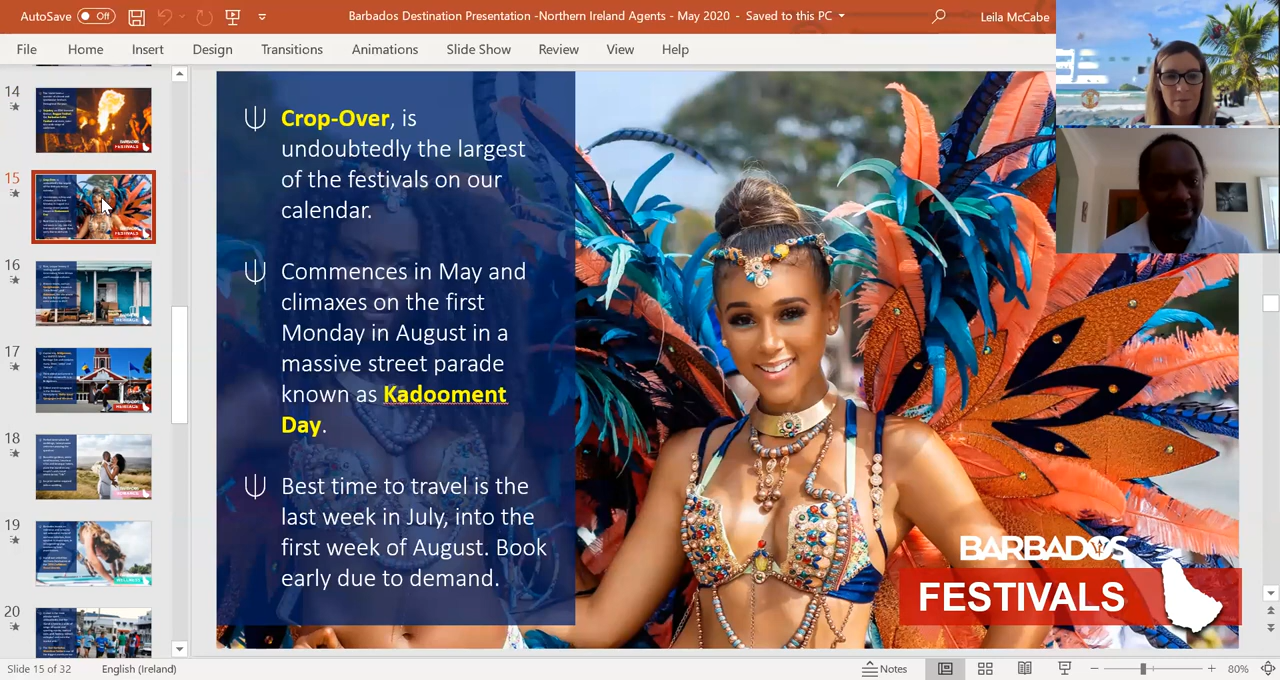 AutoSave Off
Barbados Destination Presentation -Northern Ireland Agents - May 2020 - Saved to this PC
Leila McCabe
File Home Insert Design Transitions Animations Slide Show Review View Help
14
15
16
17
18
19
20
Crop-Over, is
undoubtedly the largest
of the festivals on our
calendar.
Commences in May and
climaxes on the first
Monday in August in a
massive street parade
known as Kadooment
Day.
Best time to travel is the
last week in July, into the
first week of August. Book
early due to demand.
BARBADOS
FESTIVALS
Slide 15 of 32 English (Ireland)
Notes
80%